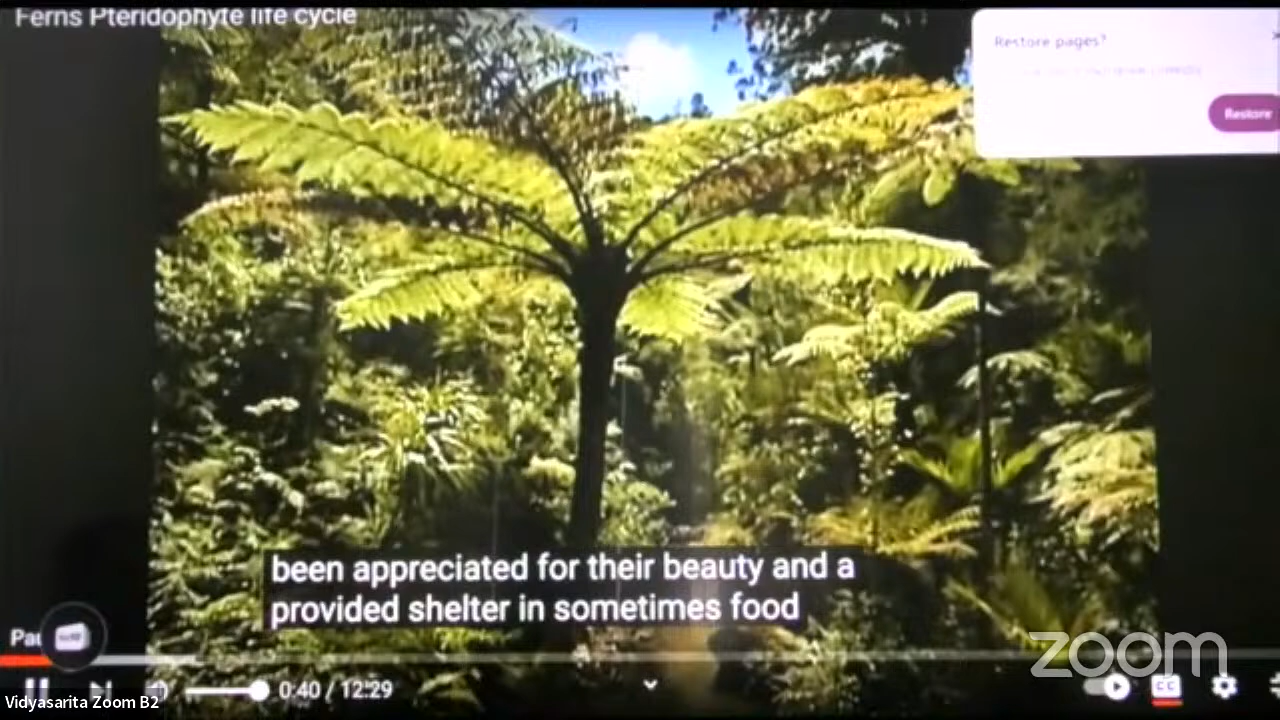 Ferns Pteridophyte life cycle
Restore pages?
Restore
been appreciated for their beauty and a
provided shelter in sometimes food
0:40 / 12:29
CC
zoom
Vidyasarita Zoom B2